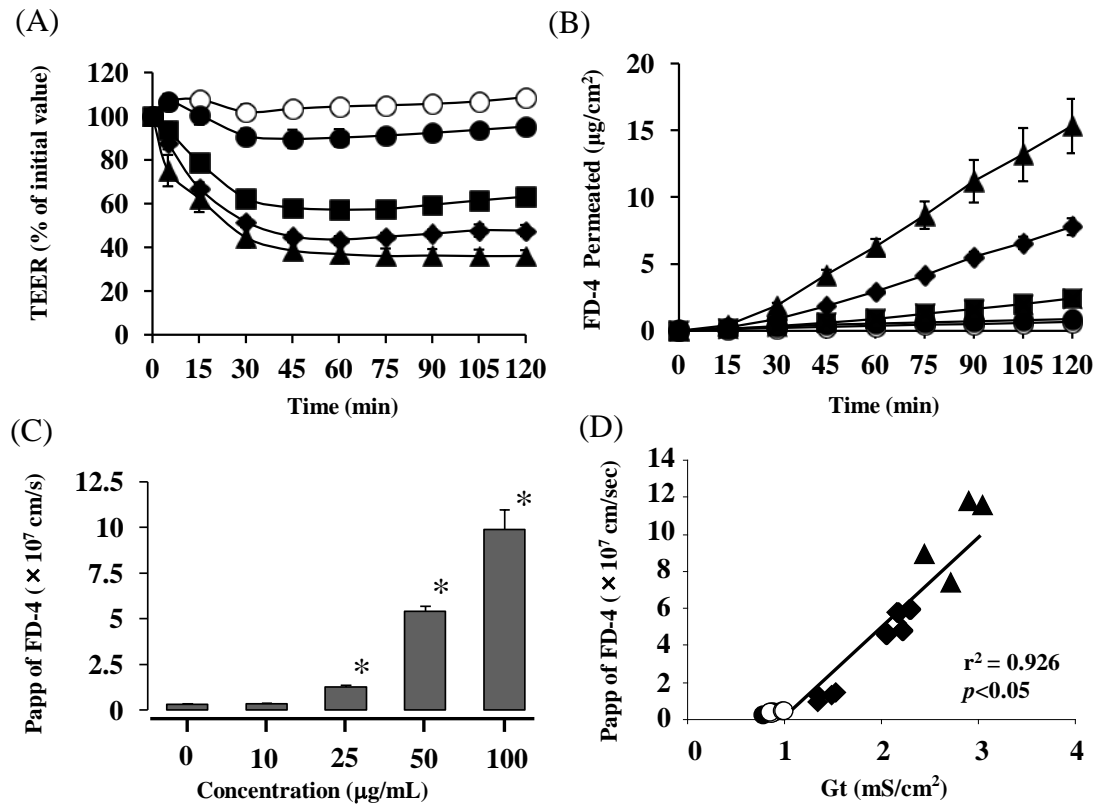 (A)
TEER (% of initial value)
120
100
80
60
40
20
0
0 15 30 45 60 75 90 105 120
Time (min)
(B)
FD-4 Permeated (µg/cm²)
20
15
10
5
0
0 15 30 45 60 75 90 105 120
Time (min)
(C)
Papp of FD-4 (×10⁷ cm/s)
12.5
10
7.5
5
2.5
0
*
*
*
0 10 25 50 100
Concentration (µg/mL)
(D)
Papp of FD-4 (×10⁷ cm/sec)
14
12
10
8
6
4
2
0
r² = 0.926
p<0.05
0 1 2 3 4
Gt (mS/cm²)